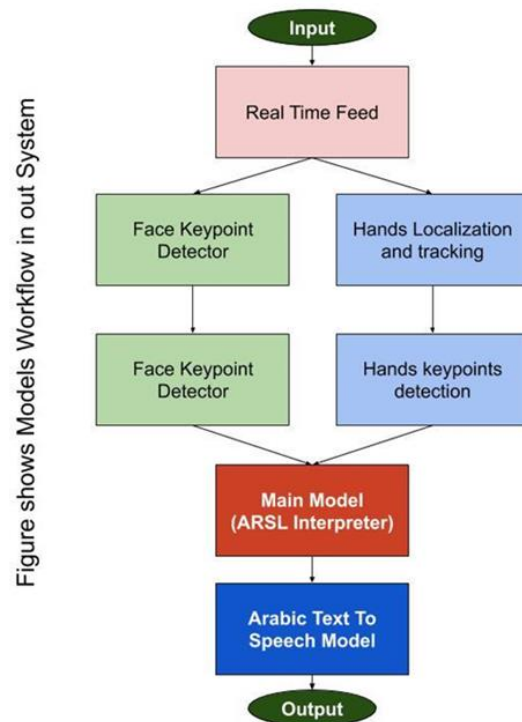 Figure shows Models Workflow in out System
Input
Real Time Feed
Face Keypoint
Detector
Hands Localization
and tracking
Face Keypoint
Detector
Hands keypoints
detection
Main Model
(ARSL Interpreter)
Arabic Text To
Speech Model
Output